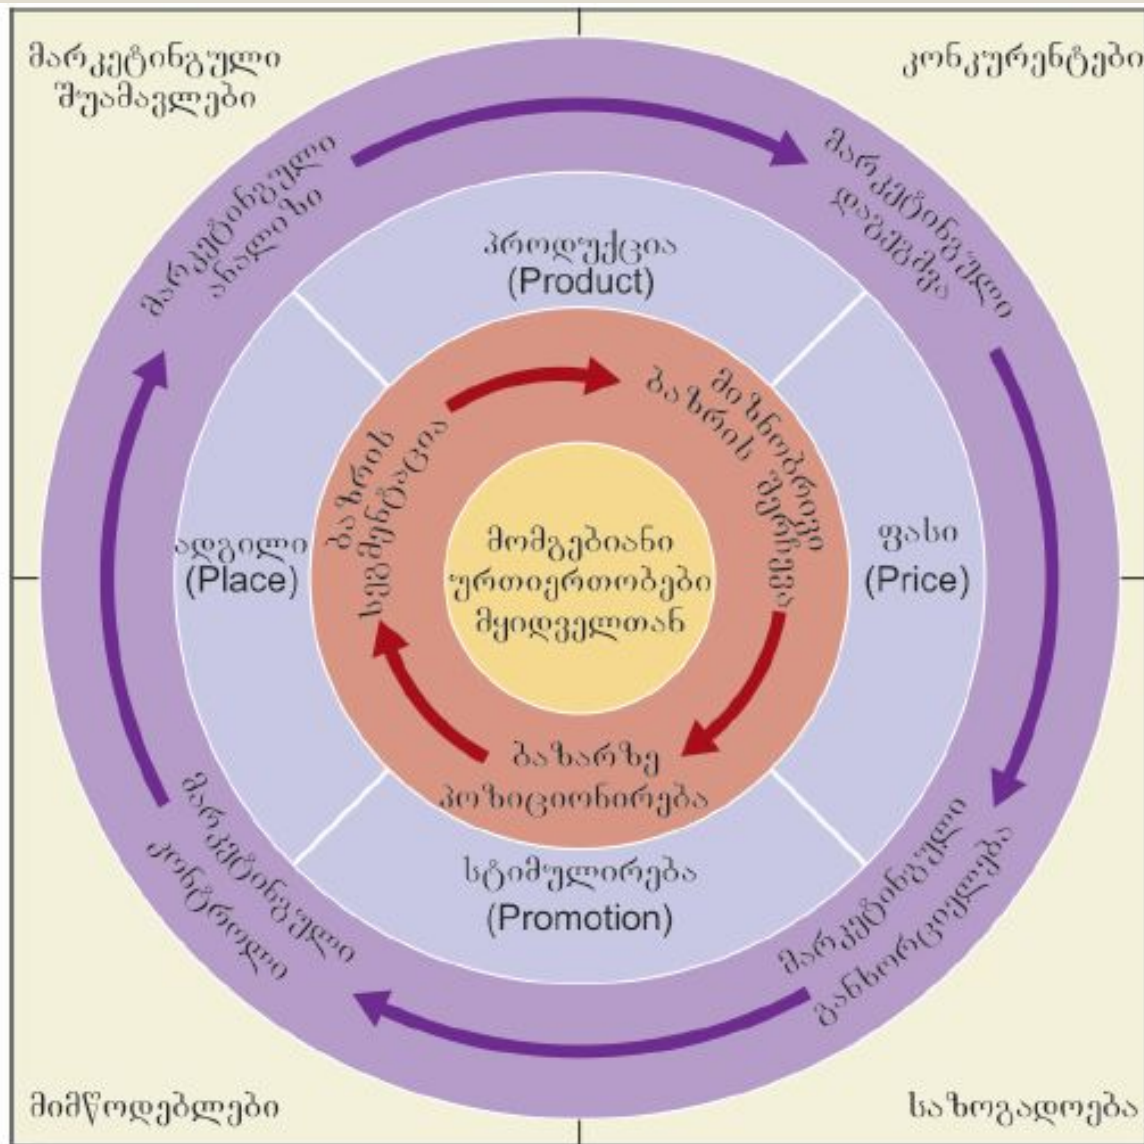 მარკეტინგული
შუამავლები
კონკურენტები
მარკეტინგული
ანალიზი
მარკეტინგული
დაგეგმვა
პროდუქცია
(Product)
ბაზრის
სეგმენტაცია
მიზნობრივი
ბაზრის შერჩევა
ადგილი
(Place)
მომგებიანი
ურთიერთობები
მყიდველთან
ფასი
(Price)
ბაზარზე
პოზიციონირება
სტიმულირება
(Promotion)
მარკეტინგული
კონტროლი
მარკეტინგული
განხორციელება
მიმწოდებლები
საზოგადოება